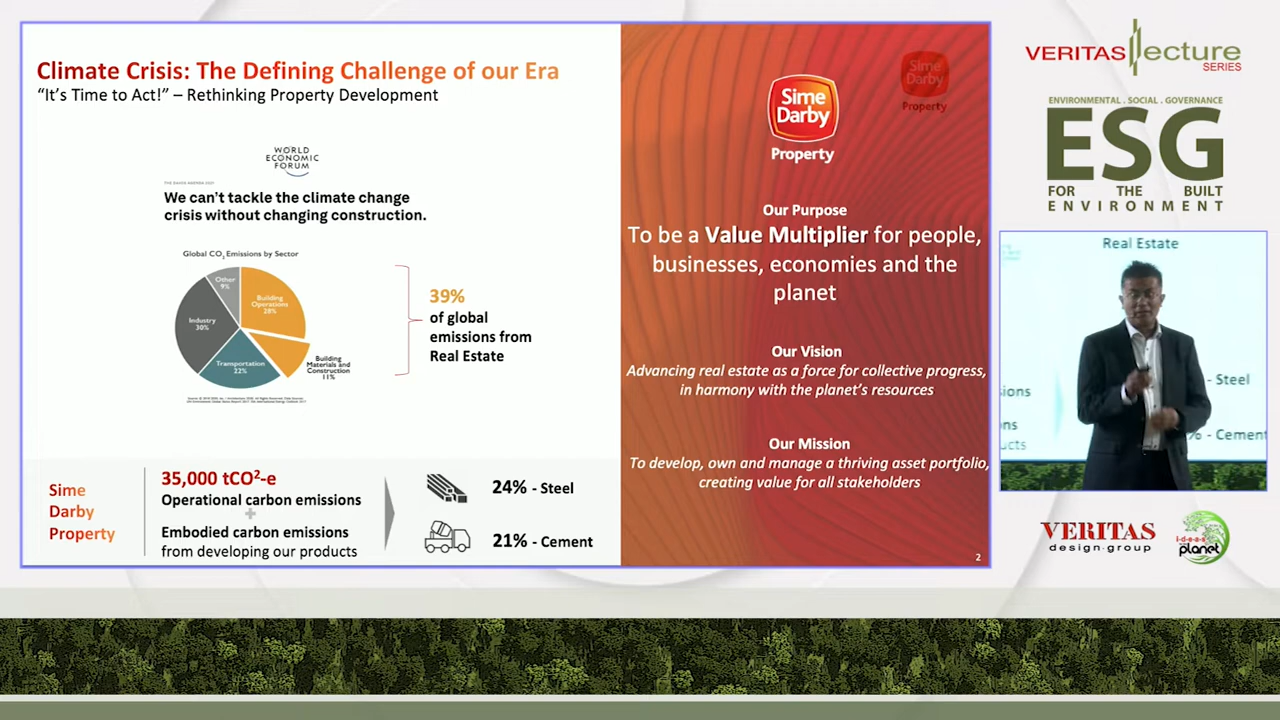 Climate Crisis: The Defining Challenge of our Era
“It’s Time to Act!” – Rethinking Property Development
WORLD
ECONOMIC
FORUM
THE DAVOS AGENDA 2021
We can’t tackle the climate change
crisis without changing construction.
Global CO2 Emissions by Sector
Other
9%
Building
Operations
28%
Industry
30%
Transportation
22%
Building
Materials and
Construction
11%
39%
of global
emissions from
Real Estate
Sime
Darby
Property
35,000 tCO2-e
Operational carbon emissions
+
Embodied carbon emissions
from developing our products
24% - Steel
21% - Cement
Sime
Darby
Property
Sime
Darby
Property
Our Purpose
To be a Value Multiplier for people,
businesses, economies and the
planet
Our Vision
Advancing real estate as a force for collective progress,
in harmony with the planet’s resources
Our Mission
To develop, own and manage a thriving asset portfolio,
creating value for all stakeholders
2
VERITAS lecture
SERIES
ENVIRONMENTAL . SOCIAL . GOVERNANCE
ESG
FOR THE BUILT
ENVIRONMENT
Real Estate
- Steel
% - Cement
VERITAS
design·group
i·d·e·a·s
planet